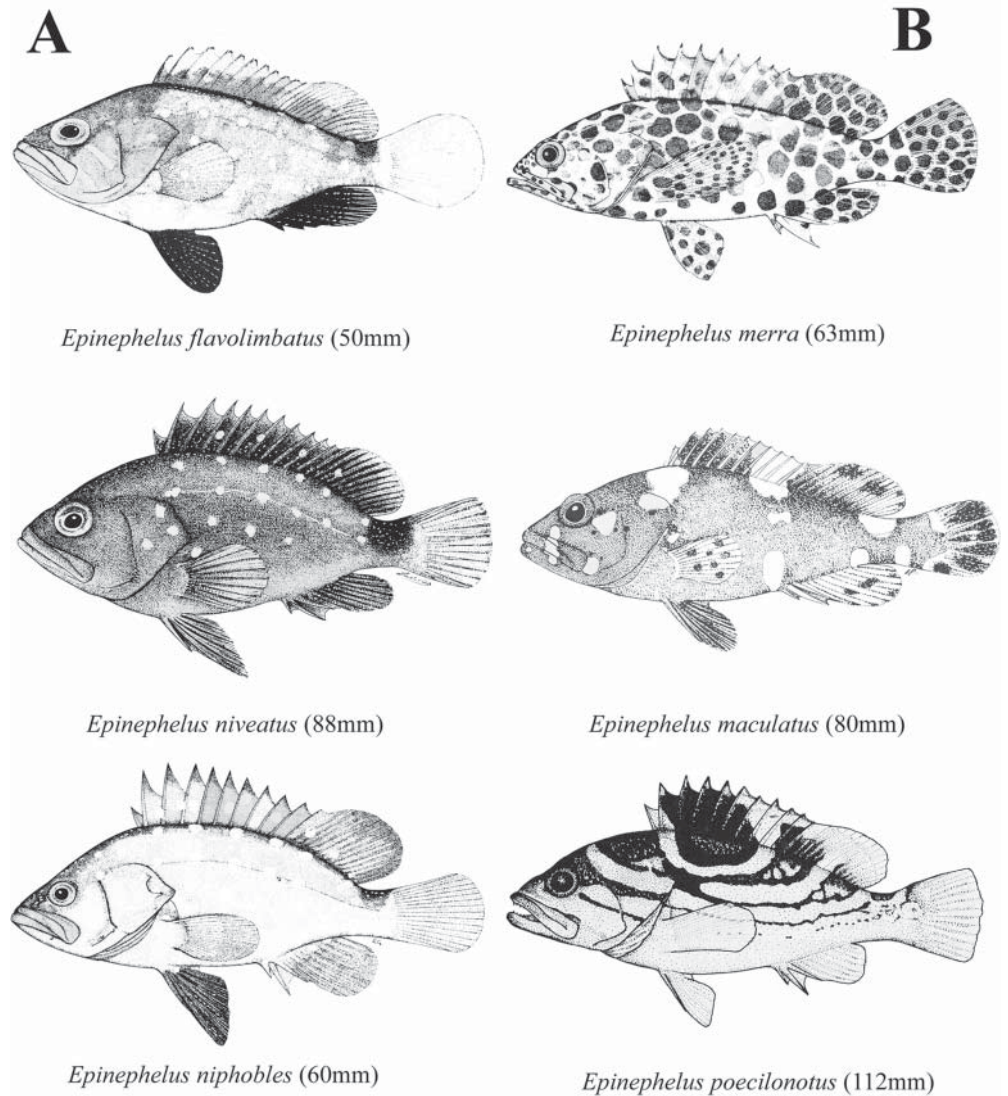 A
B
Epinephelus flavolimbatus (50mm)
Epinephelus merra (63mm)
Epinephelus niveatus (88mm)
Epinephelus maculatus (80mm)
Epinephelus niphobles (60mm)
Epinephelus poecilonotus (112mm)